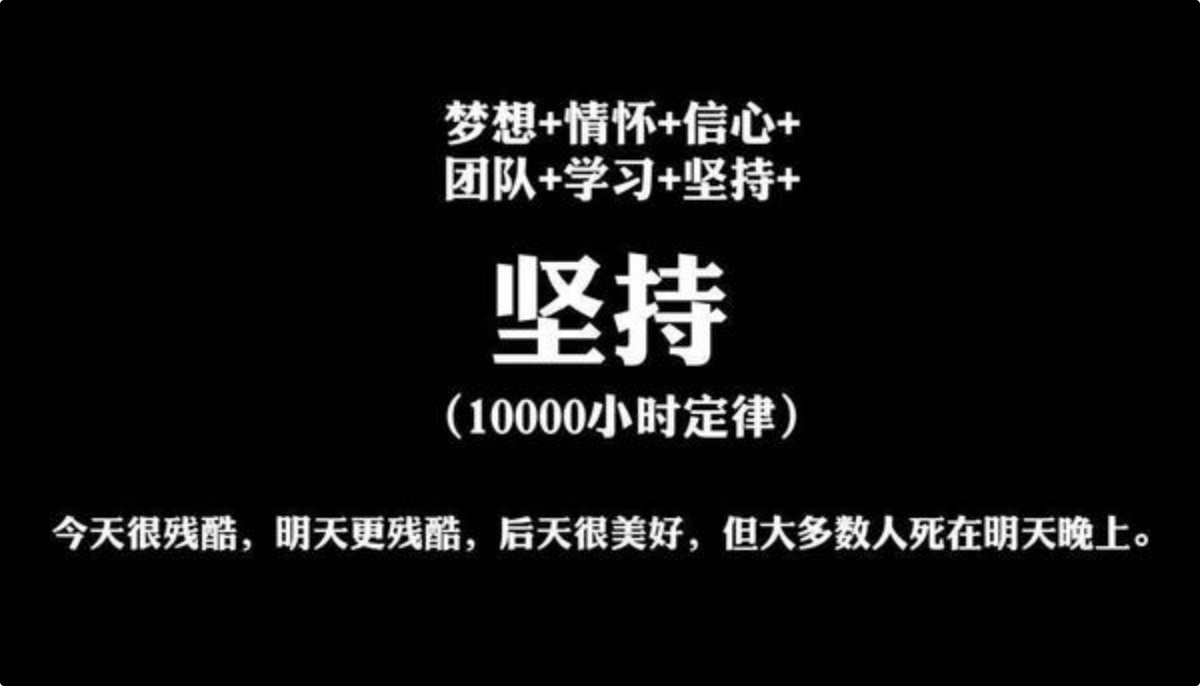 梦想+情怀+信心+
团队+学习+坚持+
坚持
（10000小时定律）
今天很残酷，明天更残酷，后天很美好，但大多数人死在明天晚上。